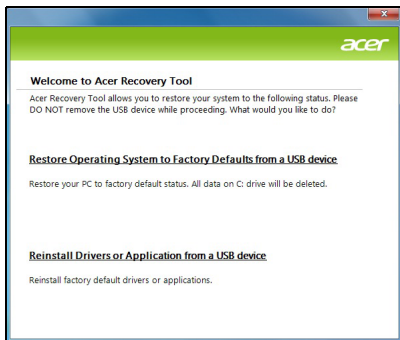 acer
Welcome to Acer Recovery Tool
Acer Recovery Tool allows you to restore your system to the following status. Please
DO NOT remove the USB device while proceeding. What would you like to do?
Restore Operating System to Factory Defaults from a USB device
Restore your PC to factory default status. All data on C: drive will be deleted.
Reinstall Drivers or Application from a USB device
Reinstall factory default drivers or applications.